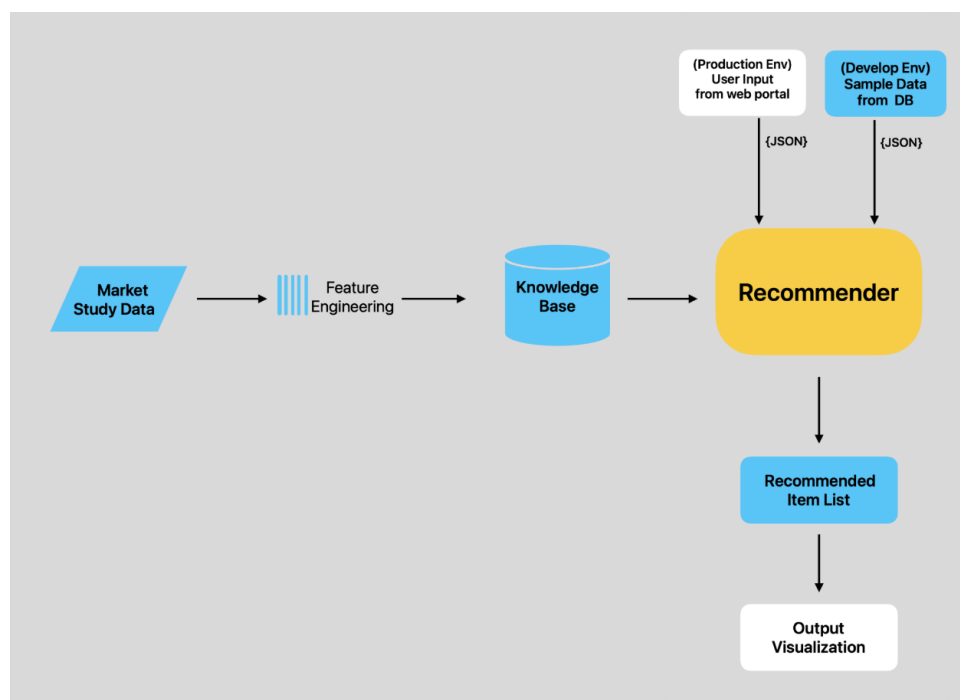 (Production Env)
User Input
from web portal
(Develop Env)
Sample Data
from DB
{JSON}
{JSON}
Market
Study Data
Feature
Engineering
Knowledge
Base
Recommender
Recommended
Item List
Output
Visualization